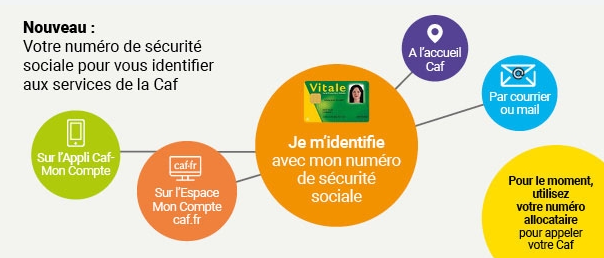 Nouveau :
Votre numéro de sécurité
sociale pour vous identifier
aux services de la Caf
A l'accueil
Caf
Par courrier
ou mail
Vitale
Je m'identifie
avec mon numéro
de sécurité
sociale
Sur l'Appli Caf-
Mon Compte
caf•fr
Sur l'Espace
Mon Compte
caf.fr
Pour le moment,
utilisez
votre numéro
allocataire
pour appeler
votre Caf